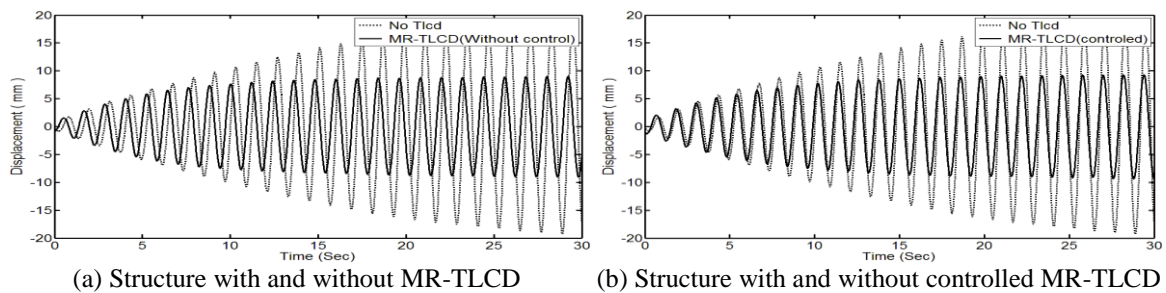 20
15
10
5
0
-5
-10
-15
-20
Displacement ( mm )
No Tlcd
MR-TLCD(Without control)
0 5 10 15 20 25 30
Time (Sec)
(a) Structure with and without MR-TLCD
20
15
10
5
0
-5
-10
-15
-20
Displacement ( mm )
No Tlcd
MR-TLCD(controled)
0 5 10 15 20 25 30
Time (Sec)
(b) Structure with and without controlled MR-TLCD